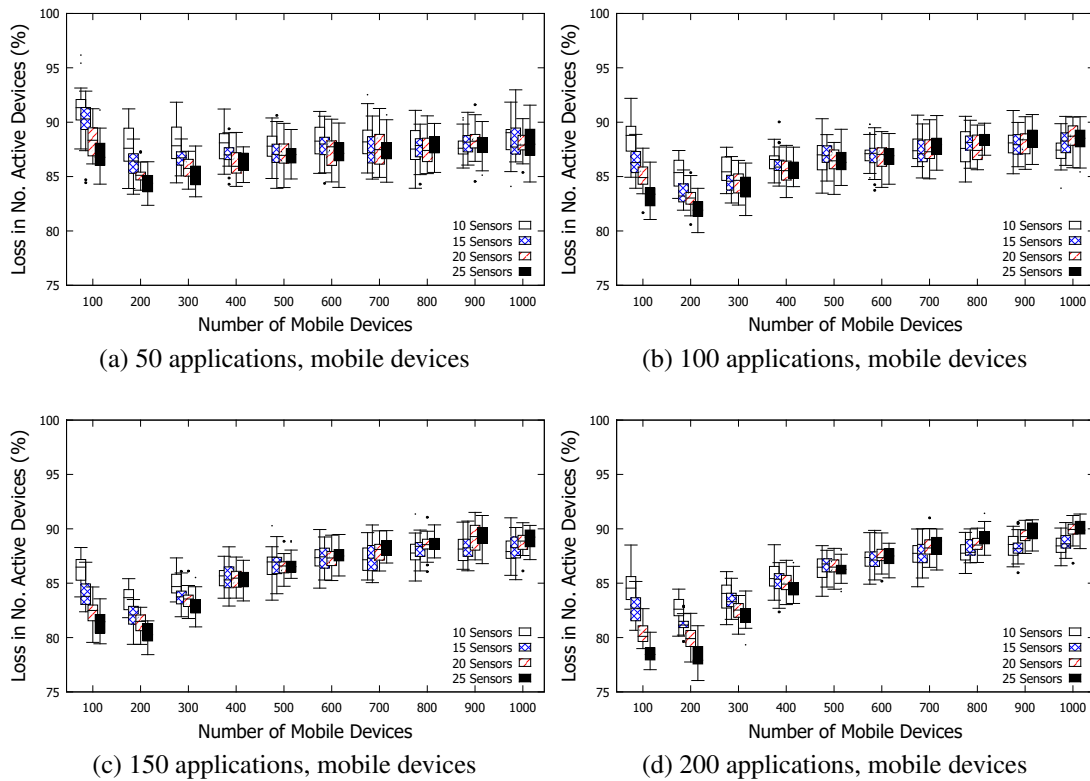 100
95
90
85
80
75
Loss in No. Active Devices (%)
10 Sensors
15 Sensors
20 Sensors
25 Sensors
100 200 300 400 500 600 700 800 900 1000
Number of Mobile Devices
(a) 50 applications, mobile devices
100
95
90
85
80
75
Loss in No. Active Devices (%)
10 Sensors
15 Sensors
20 Sensors
25 Sensors
100 200 300 400 500 600 700 800 900 1000
Number of Mobile Devices
(b) 100 applications, mobile devices
100
95
90
85
80
75
Loss in No. Active Devices (%)
10 Sensors
15 Sensors
20 Sensors
25 Sensors
100 200 300 400 500 600 700 800 900 1000
Number of Mobile Devices
(c) 150 applications, mobile devices
100
95
90
85
80
75
Loss in No. Active Devices (%)
10 Sensors
15 Sensors
20 Sensors
25 Sensors
100 200 300 400 500 600 700 800 900 1000
Number of Mobile Devices
(d) 200 applications, mobile devices